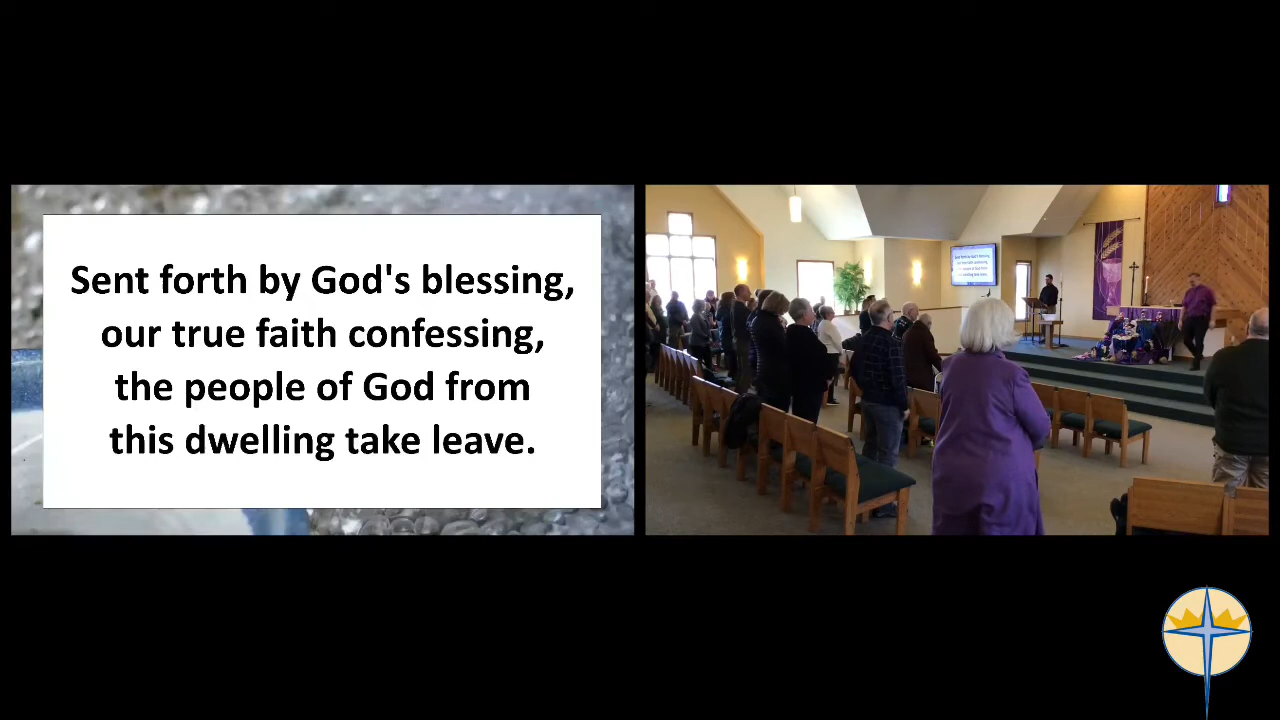 Sent forth by God's blessing,
our true faith confessing,
the people of God from
this dwelling take leave.